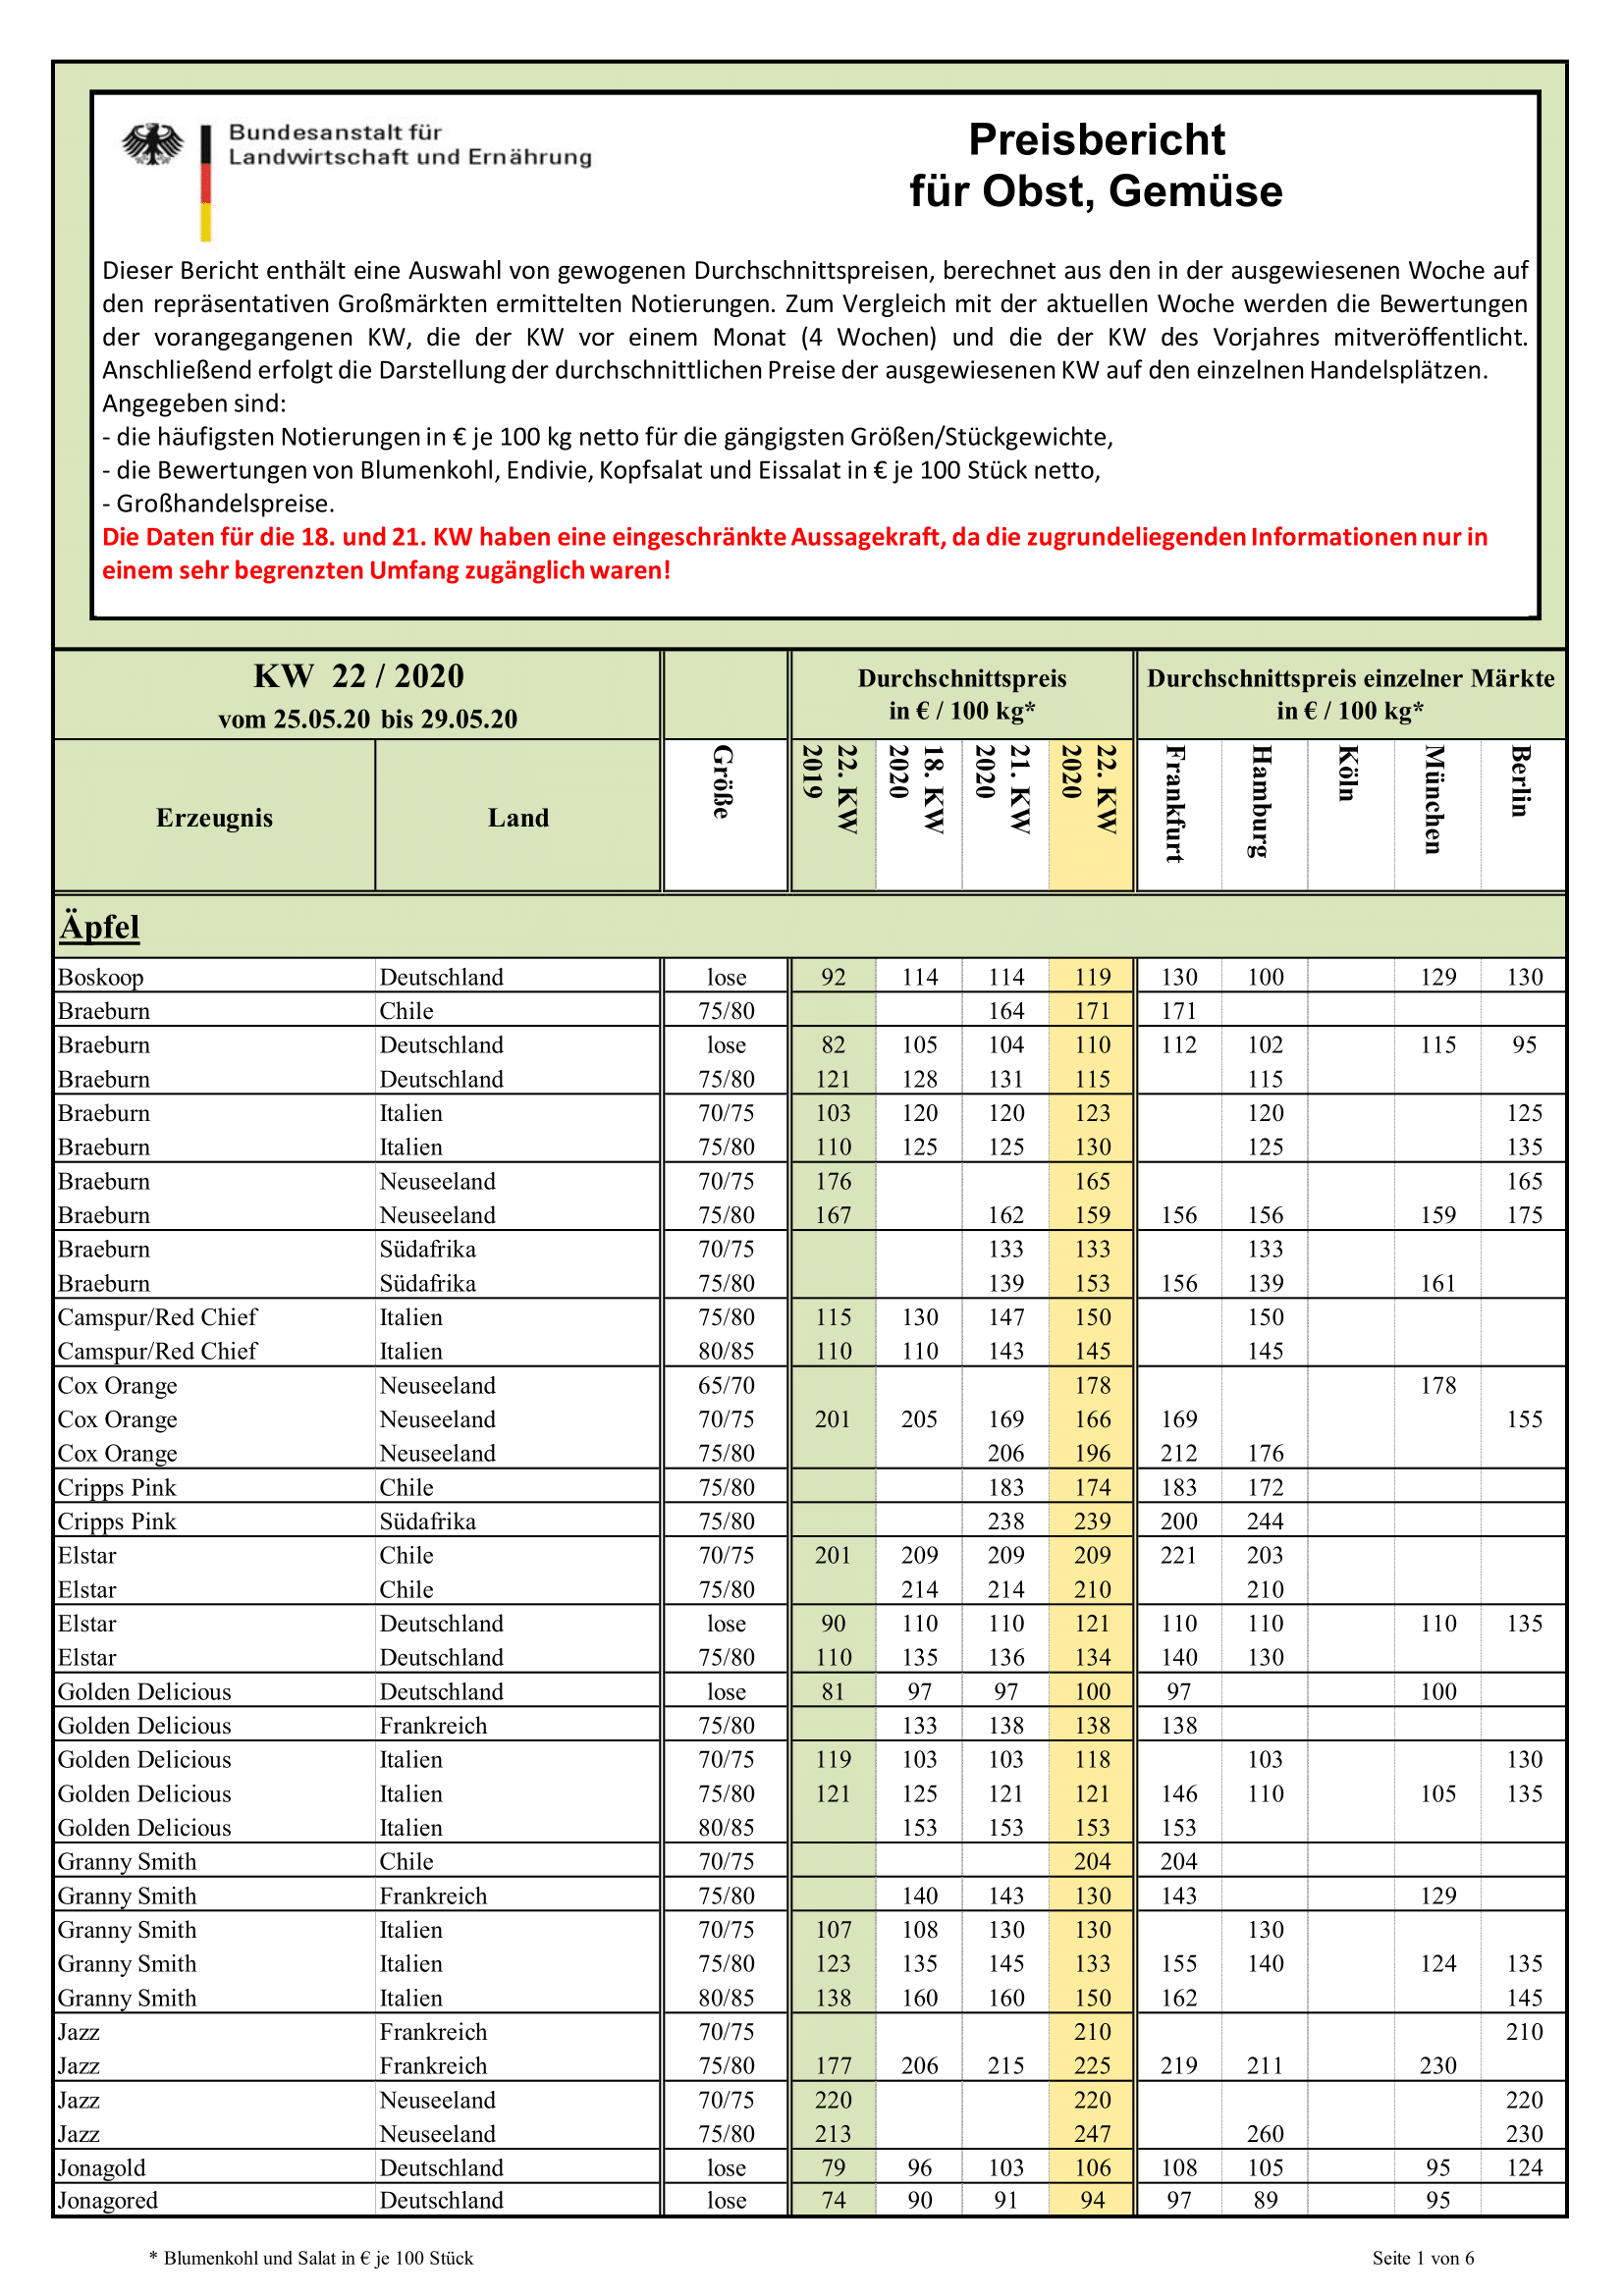 Bundesanstalt für
Landwirtschaft und Ernährung
Preisbericht
für Obst, Gemüse
Dieser Bericht enthält eine Auswahl von gewogenen Durchschnittspreisen, berechnet aus den in der ausgewiesenen Woche auf
den repräsentativen Großmärkten ermittelten Notierungen. Zum Vergleich mit der aktuellen Woche werden die Bewertungen
der vorangegangenen KW, die der KW vor einem Monat (4 Wochen) und die der KW des Vorjahres mitveröffentlicht.
Anschließend erfolgt die Darstellung der durchschnittlichen Preise der ausgewiesenen KW auf den einzelnen Handelsplätzen.
Angegeben sind:
- die häufigsten Notierungen in € je 100 kg netto für die gängigsten Größen/Stückgewichte,
- die Bewertungen von Blumenkohl, Endivie, Kopfsalat und Eissalat in € je 100 Stück netto,
- Großhandelspreise.
Die Daten für die 18. und 21. KW haben eine eingeschränkte Aussagekraft, da die zugrundeliegenden Informationen nur in
einem sehr begrenzten Umfang zugänglich waren!
KW 22 / 2020
vom 25.05.20 bis 29.05.20
Durchschnittspreis
in € / 100 kg*
Durchschnittspreis einzelner Märkte
in € / 100 kg*
Erzeugnis
Land
Größe
22. KW
2019
18. KW
2020
21. KW
2020
22. KW
2020
Frankfurt
Hamburg
Köln
München
Berlin
Äpfel
Boskoop Deutschland lose 92 114 114 119 130 100 129 130
Braeburn Chile 75/80 164 171 171
Braeburn Deutschland lose 82 105 104 110 112 102 115 95
Braeburn Deutschland 75/80 121 128 131 115 115
Braeburn Italien 70/75 103 120 120 123 120 125
Braeburn Italien 75/80 110 125 125 130 125 135
Braeburn Neuseeland 70/75 176 165 165
Braeburn Neuseeland 75/80 167 162 159 156 156 159 175
Braeburn Südafrika 70/75 133 133 133
Braeburn Südafrika 75/80 139 153 156 139 161
Camspur/Red Chief Italien 75/80 115 130 147 150 150
Camspur/Red Chief Italien 80/85 110 110 143 145 145
Cox Orange Neuseeland 65/70 178 178
Cox Orange Neuseeland 70/75 201 205 169 166 169 155
Cox Orange Neuseeland 75/80 206 196 212 176
Cripps Pink Chile 75/80 183 174 183 172
Cripps Pink Südafrika 75/80 238 239 200 244
Elstar Chile 70/75 201 209 209 209 221 203
Elstar Chile 75/80 214 214 210 210
Elstar Deutschland lose 90 110 110 121 110 110 110 135
Elstar Deutschland 75/80 110 135 136 134 140 130
Golden Delicious Deutschland lose 81 97 97 100 97 100
Golden Delicious Frankreich 75/80 133 138 138 138
Golden Delicious Italien 70/75 119 103 103 118 103 130
Golden Delicious Italien 75/80 121 125 121 121 146 110 105 135
Golden Delicious Italien 80/85 153 153 153 153
Granny Smith Chile 70/75 204 204
Granny Smith Frankreich 75/80 140 143 130 143 129
Granny Smith Italien 70/75 107 108 130 130 130
Granny Smith Italien 75/80 123 135 145 133 155 140 124 135
Granny Smith Italien 80/85 138 160 160 150 162 145
Jazz Frankreich 70/75 210 210
Jazz Frankreich 75/80 177 206 215 225 219 211 230
Jazz Neuseeland 70/75 220 220 220
Jazz Neuseeland 75/80 213 247 260 230
Jonagold Deutschland lose 79 96 103 106 108 105 95 124
Jonagored Deutschland lose 74 90 91 94 97 89 95
* Blumenkohl und Salat in € je 100 Stück
Seite 1 von 6